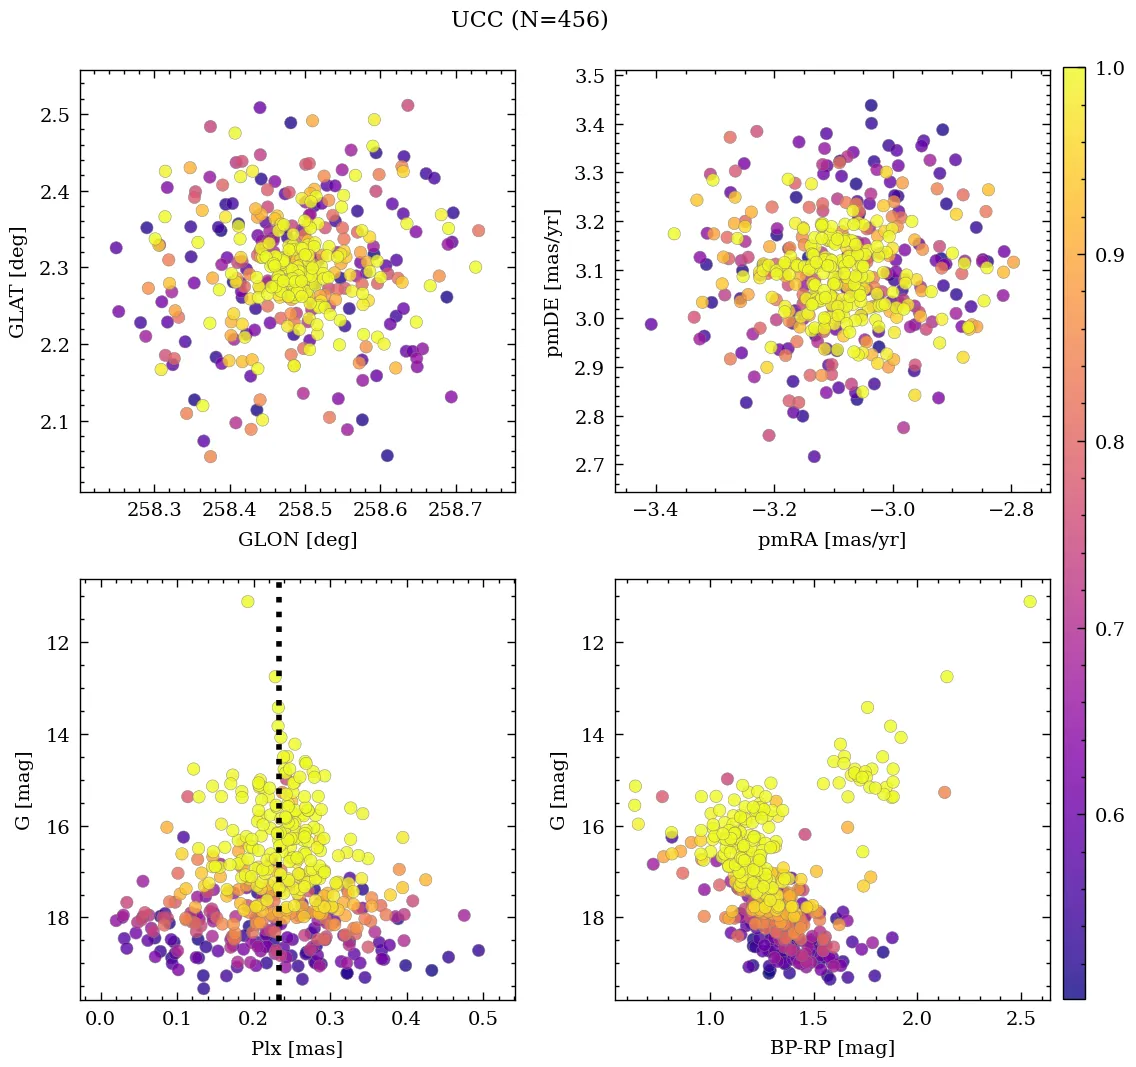 UCC (N=456)
2.5
2.4
2.3
2.2
2.1
GLAT [deg]
258.3 258.4 258.5 258.6 258.7
GLON [deg]
3.5
3.4
3.3
3.2
3.1
3.0
2.9
2.8
2.7
pmDE [mas/yr]
−3.4 −3.2 −3.0 −2.8
pmRA [mas/yr]
12
14
16
18
G [mag]
0.0 0.1 0.2 0.3 0.4 0.5
Plx [mas]
12
14
16
18
G [mag]
1.0 1.5 2.0 2.5
BP-RP [mag]
1.0
0.9
0.8
0.7
0.6